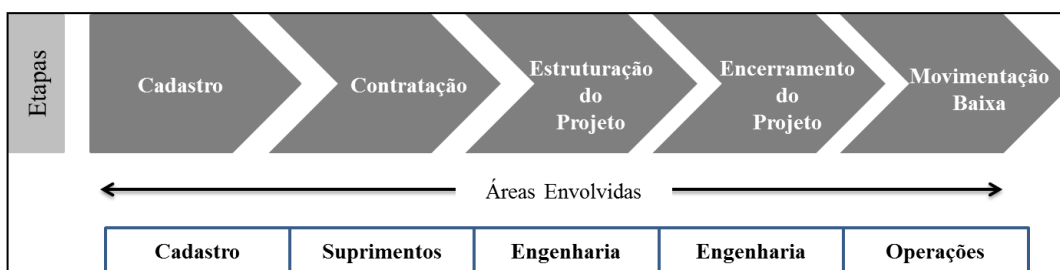 Etapas
Cadastro
Contratação
Estruturação
do
Projeto
Encerramento
do
Projeto
Movimentação
Baixa
Áreas Envolvidas
Cadastro
Suprimentos
Engenharia
Engenharia
Operações